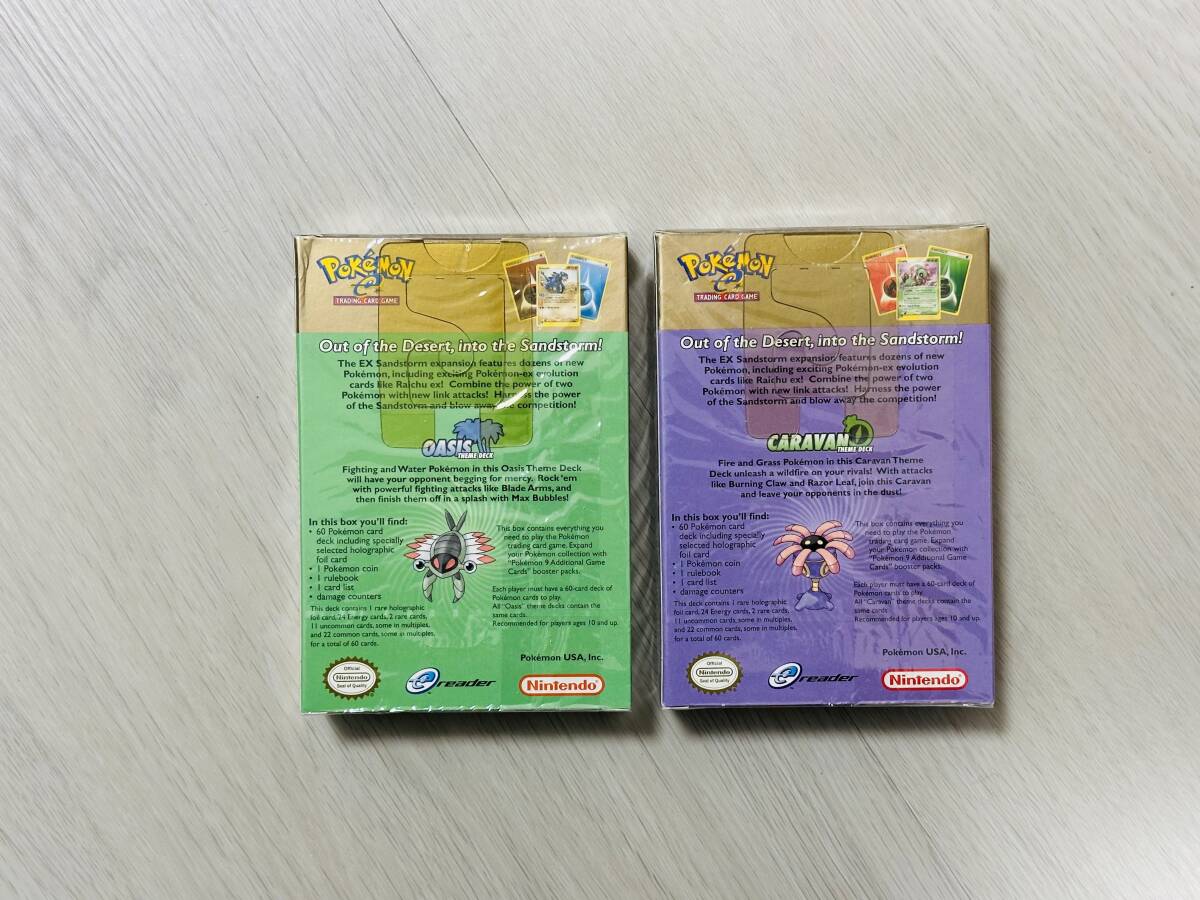 POKéMON
e
TRADING CARD GAME
Out of the Desert, into the Sandstorm!
The EX Sandstorm expansion features dozens of new
Pokémon, including exciting Pokémon-ex evolution
cards like Raichu ex! Combine the power of two
Pokémon with new link attacks! Harness the power
of the Sandstorm and blow away the competition!
OASIS
THEME DECK
Fighting and Water Pokémon in this Oasis Theme Deck
will have your opponent begging for mercy. Rock 'em
with powerful fighting attacks like Blade Arms, and
then finish them off in a splash with Max Bubbles!
In this box you'll find:
• 60 Pokémon card
deck including specially
selected holographic
foil card
• 1 Pokémon coin
• 1 rulebook
• 1 card list
• damage counters
This deck contains 1 rare holographic
foil card, 24 Energy cards, 2 rare cards,
11 uncommon cards, some in multiples,
and 22 common cards, some in multiples,
for a total of 60 cards.
This box contains everything you
need to play the Pokémon
trading card game. Expand
your Pokémon collection with
"Pokémon 9 Additional Game
Cards" booster packs.
Each player must have a 60-card deck of
Pokémon cards to play.
All "Oasis" theme decks contain the
same cards.
Recommended for players ages 10 and up.
Pokémon USA, Inc.
Official
Nintendo
Seal of Quality
e reader
Nintendo®
POKéMON
e
TRADING CARD GAME
Out of the Desert, into the Sandstorm!
The EX Sandstorm expansion features dozens of new
Pokémon, including exciting Pokémon-ex evolution
cards like Raichu ex! Combine the power of two
Pokémon with new link attacks! Harness the power
of the Sandstorm and blow away the competition!
CARAVAN
THEME DECK
Fire and Grass Pokémon in this Caravan Theme
Deck unleash a wildfire on your rivals! With attacks
like Burning Claw and Razor Leaf, join this Caravan
and leave your opponents in the dust!
In this box you'll find:
• 60 Pokémon card
deck including specially
selected holographic
foil card
• 1 Pokémon coin
• 1 rulebook
• 1 card list
• damage counters
This deck contains 1 rare holographic
foil card, 24 Energy cards, 2 rare cards,
11 uncommon cards, some in multiples,
and 22 common cards, some in multiples,
for a total of 60 cards.
This box contains everything you
need to play the Pokémon
trading card game. Expand
your Pokémon collection with
"Pokémon 9 Additional Game
Cards" booster packs.
Each player must have a 60-card deck of
Pokémon cards to play
All "Caravan" theme decks contain the
same cards
Recommended for players ages 10 and up.
Pokémon USA, Inc.
Official
Nintendo
Seal of Quality
e reader
Nintendo®